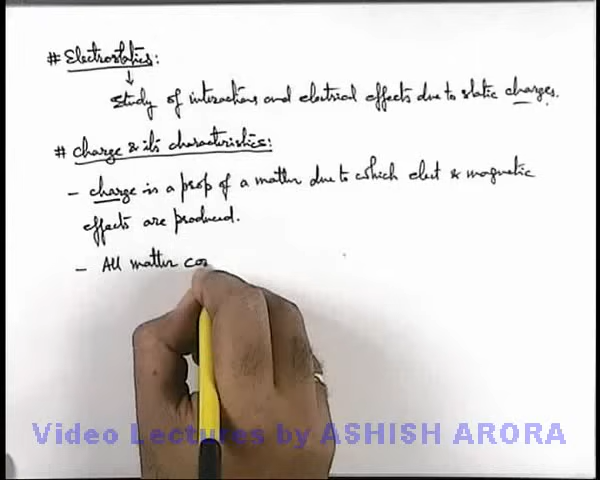 # Electrostatics:
↓
Study of interactions and electrical effects due to static charges.
# Charge & its characteristics:
- charge is a prop of a matter due to which elect & magnetic
effects are produced.
- All matter co
Video Lectures by ASHISH ARORA